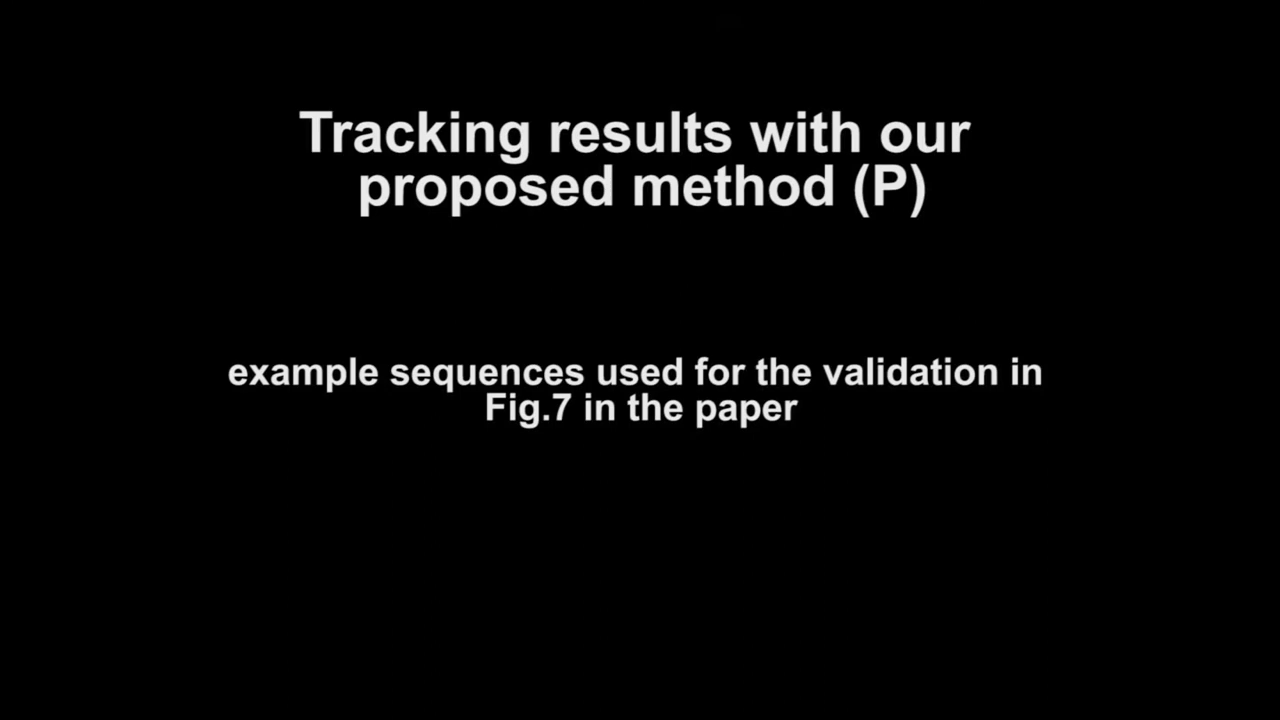 Tracking results with our
proposed method (P)
example sequences used for the validation in
Fig.7 in the paper